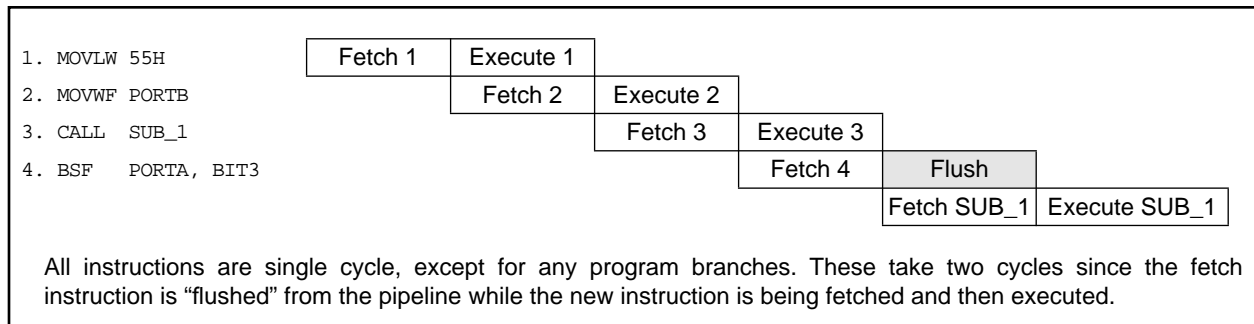 1. MOVLW 55H Fetch 1 Execute 1
2. MOVWF PORTB Fetch 2 Execute 2
3. CALL SUB_1 Fetch 3 Execute 3
4. BSF PORTA, BIT3 Fetch 4 Flush
Fetch SUB_1 Execute SUB_1
All instructions are single cycle, except for any program branches. These take two cycles since the fetch
instruction is “flushed” from the pipeline while the new instruction is being fetched and then executed.